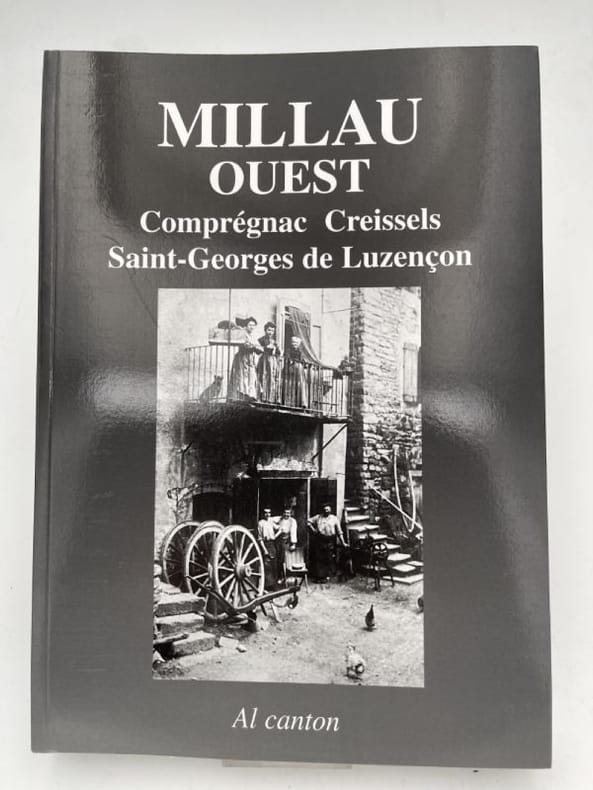 MILLAU
OUEST
Comprégnac Creissels
Saint-Georges de Luzençon
Al canton